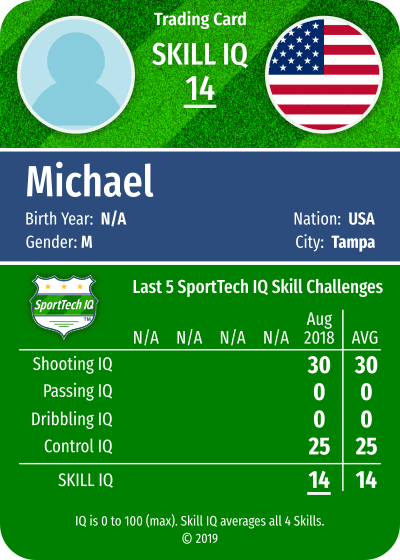 Trading Card
SKILL IQ
14
Michael
Birth Year: N/A
Nation: USA
Gender: M
City: Tampa
SportTech IQ
TM
Last 5 SportTech IQ Skill Challenges
N/A N/A N/A N/A Aug 2018 AVG
Shooting IQ 30 30
Passing IQ 0 0
Dribbling IQ 0 0
Control IQ 25 25
SKILL IQ 14 14
IQ is 0 to 100 (max). Skill IQ averages all 4 Skills.
© 2019